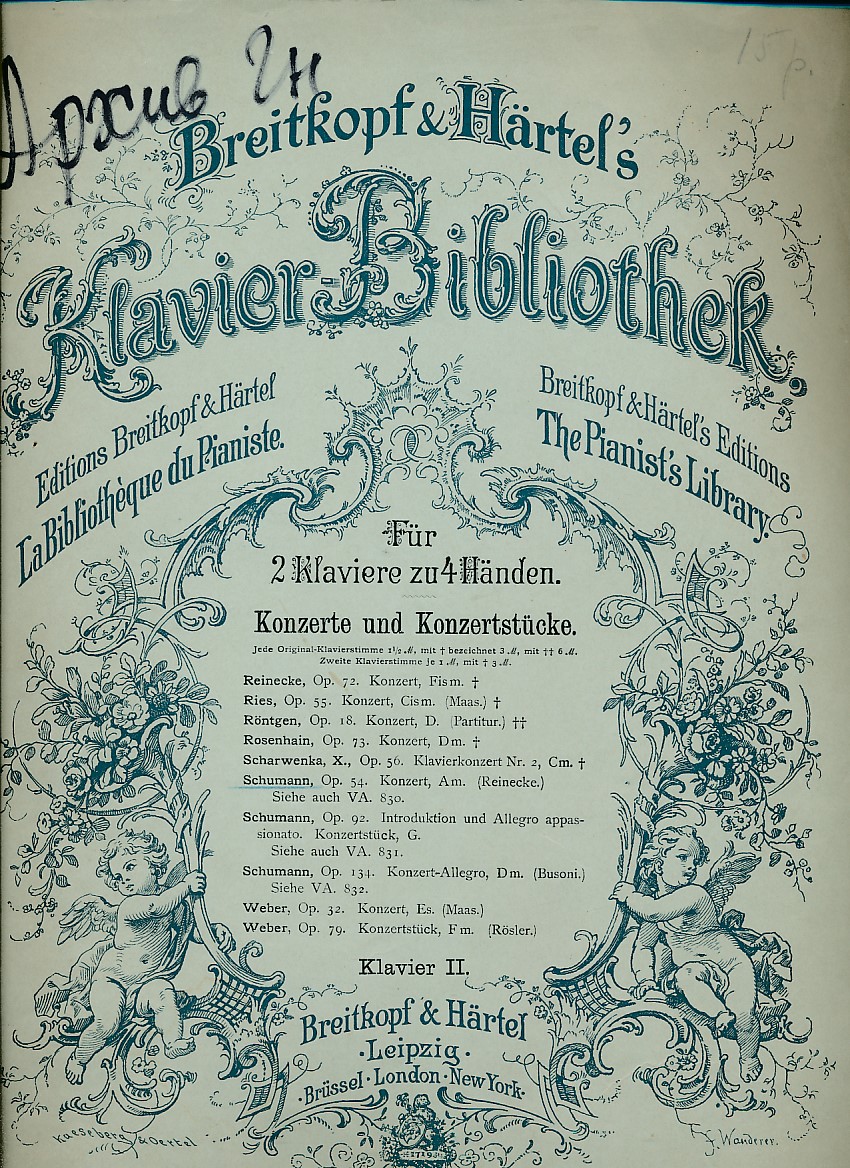 Архив Гн
15 р.
Breitkopf & Härtel's
Klavier-Bibliothek,
Editions Breitkopf & Härtel
La Bibliothèque du Pianiste.
Breitkopf & Härtel's Editions
The Pianist's Library.
Für
2 Klaviere zu 4 Händen.
Konzerte und Konzertstücke.
Jede Original-Klavierstimme 1½ ℳ, mit † bezeichnet 3 ℳ, mit †† 6 ℳ.
Zweite Klavierstimme je 1 ℳ, mit † 3 ℳ.
Reinecke, Op. 72. Konzert, Fis m. †
Ries, Op. 55. Konzert, Cis m. (Maas.) †
Röntgen, Op. 18. Konzert, D. (Partitur.) ††
Rosenhain, Op. 73. Konzert, Dm. †
Scharwenka, X., Op. 56. Klavierkonzert Nr. 2, Cm. †
Schumann, Op. 54. Konzert, Am. (Reinecke.)
Siehe auch VA. 830.
Schumann, Op. 92. Introduktion und Allegro appas-
sionato. Konzertstück, G.
Siehe auch VA. 831.
Schumann, Op. 134. Konzert-Allegro, Dm. (Busoni.)
Siehe VA. 832.
Weber, Op. 32. Konzert, Es. (Maas.)
Weber, Op. 79. Konzertstück, Fm. (Rösler.)
Klavier II.
Breitkopf & Härtel
·Leipzig·
·Brüssel·London·New York·
Kaeseberg & Oertel
F. Wanderer.
1719